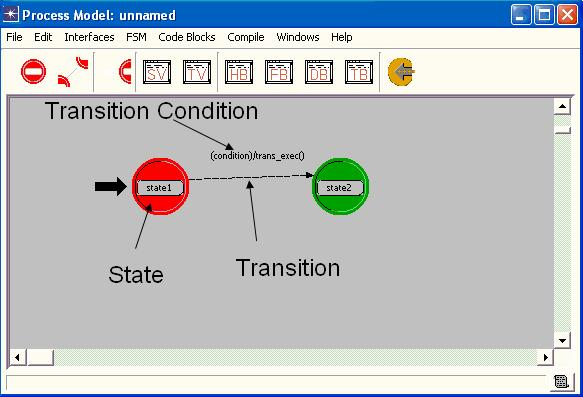 Process Model: unnamed
File Edit Interfaces FSM Code Blocks Compile Windows Help
SV TV HB FB DB TB
Transition Condition
(condition)/trans_exec()
state1 state2
State Transition